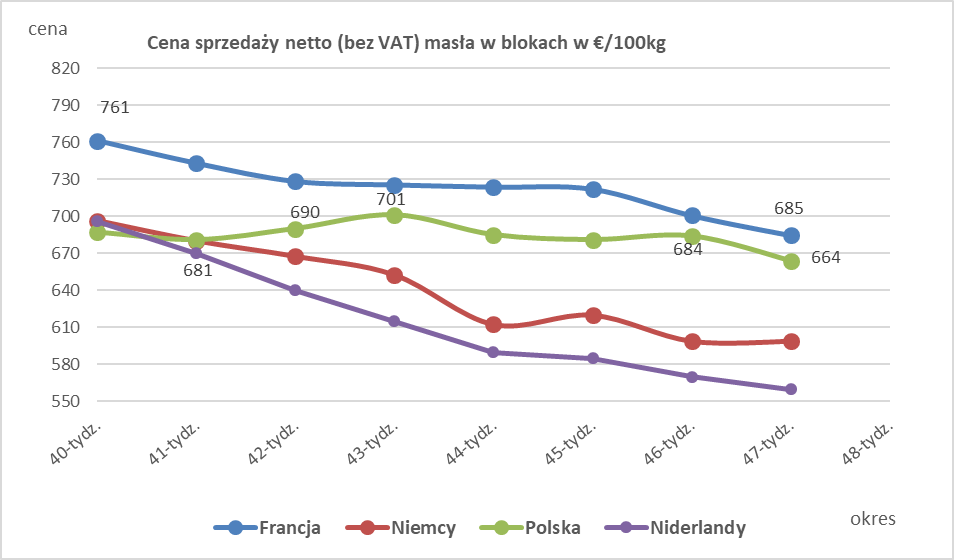 cena
Cena sprzedaży netto (bez VAT) masła w blokach w €/100kg
820
790
760
730
700
670
640
610
580
550
761
681
690
701
684
685
664
40-tydz.
41-tydz.
42-tydz.
43-tydz.
44-tydz.
45-tydz.
46-tydz.
47-tydz.
48-tydz.
okres
Francja Niemcy Polska Niderlandy